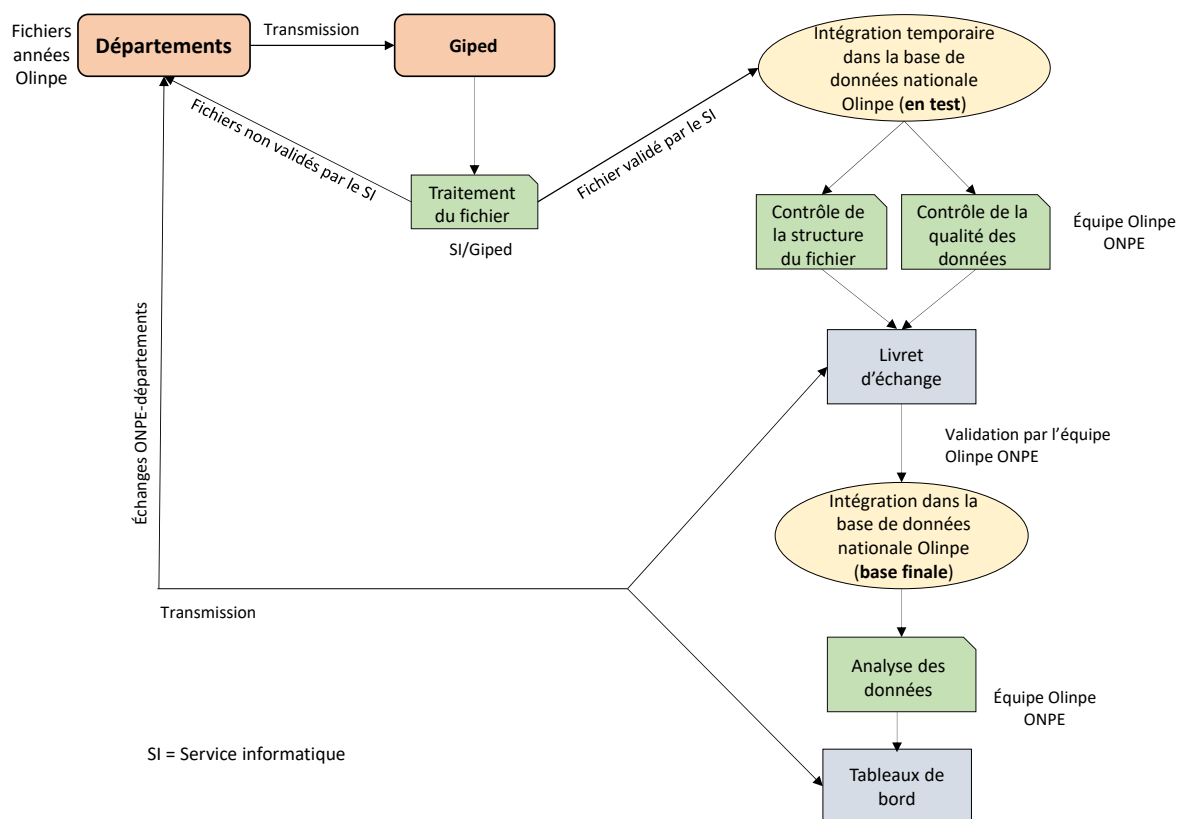 Fichiers
années
Olinpe
Départements
Transmission
Giped
Intégration temporaire
dans la base de
données nationale
Olinpe (en test)
Fichiers non validés par le SI
Fichier validé par le SI
Traitement
du fichier
SI/Giped
Contrôle de
la structure
du fichier
Contrôle de la
qualité des
données
Équipe Olinpe
ONPE
Échanges ONPE-départements
Livret
d’échange
Validation par l’équipe
Olinpe ONPE
Intégration dans la
base de données
nationale Olinpe
(base finale)
Transmission
Analyse des
données
Équipe Olinpe
ONPE
SI = Service informatique
Tableaux de
bord